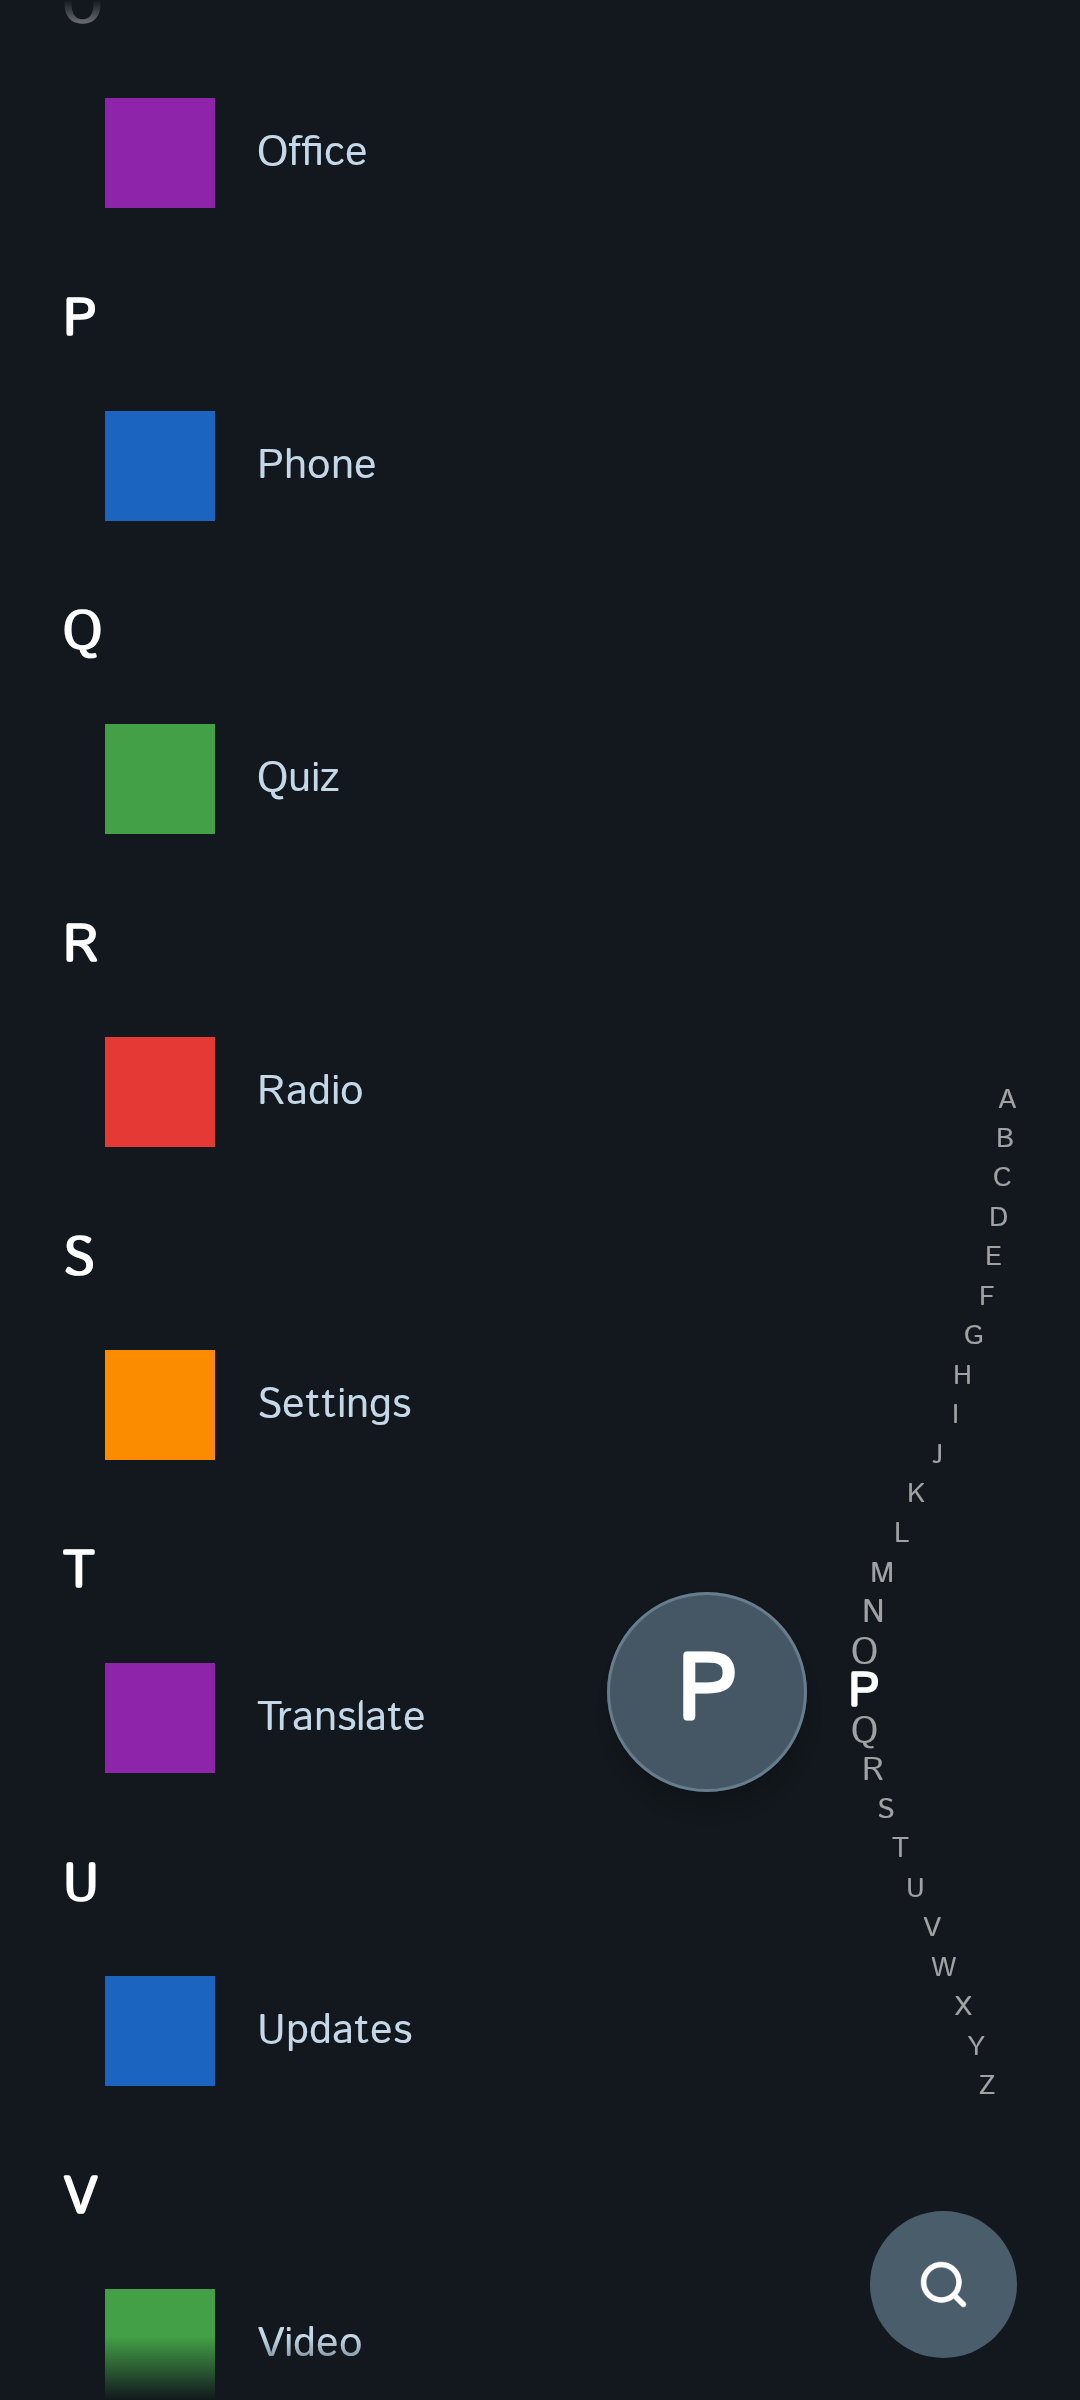 O
Office
P
Phone
Q
Quiz
R
Radio
S
Settings
T
Translate
U
Updates
V
Video
A
B
C
D
E
F
G
H
I
J
K
L
M
N
O
P
P
Q
R
S
T
U
V
W
X
Y
Z